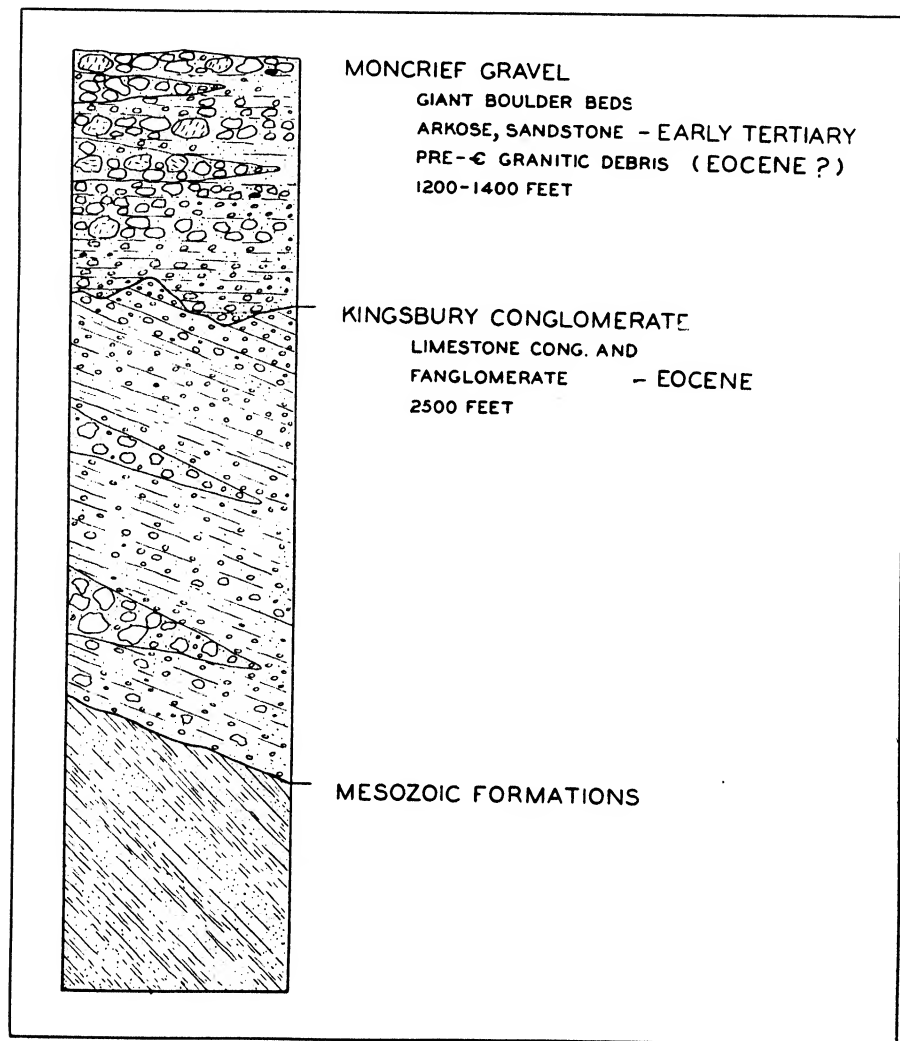 MONCRIEF GRAVEL
GIANT BOULDER BEDS
ARKOSE, SANDSTONE - EARLY TERTIARY
PRE-Ꞓ GRANITIC DEBRIS (EOCENE ?)
1200-1400 FEET
KINGSBURY CONGLOMERATE
LIMESTONE CONG. AND
FANGLOMERATE - EOCENE
2500 FEET
MESOZOIC FORMATIONS